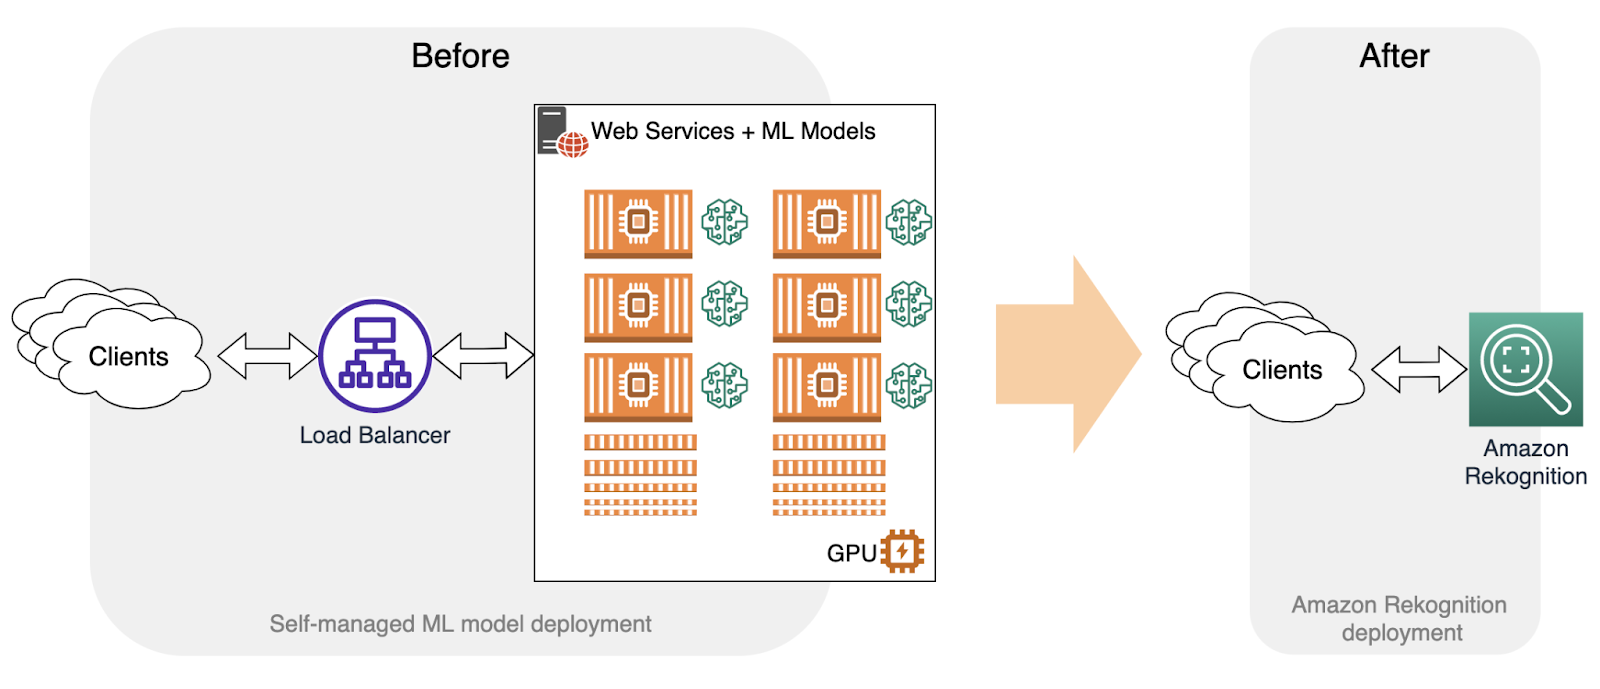 Before
Web Services + ML Models
Clients
Load Balancer
GPU
Self-managed ML model deployment
After
Clients
Amazon
Rekognition
Amazon Rekognition
deployment